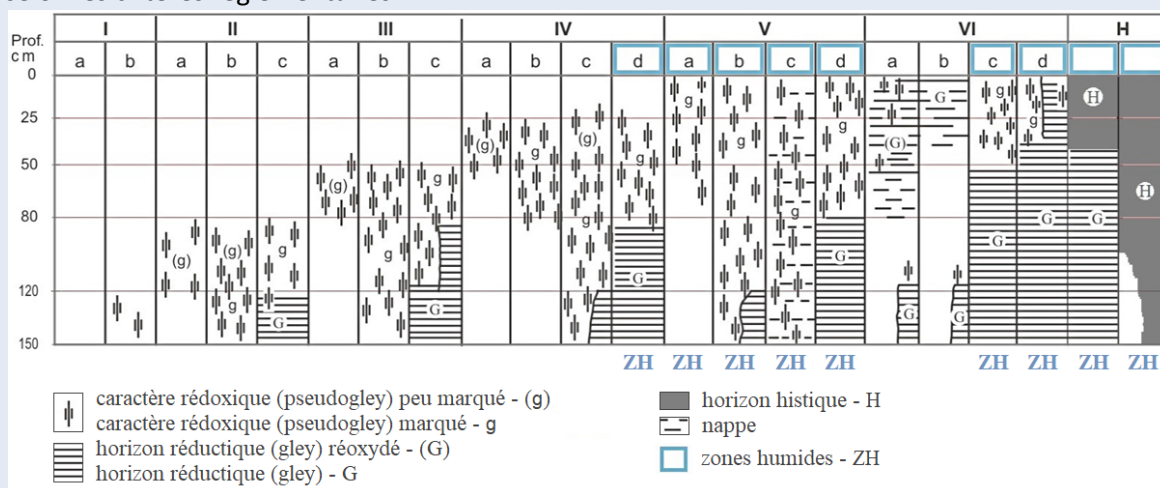 I II III IV V VI H
Prof.
cm a b a b c a b c a b c d a b c d a b c d
0
g G g H
25
g g
(g) g (g) g g (G)
50
(g) g H
80
g g G G
(g) (g) g g G G
G
120
g G G G G
150
ZH ZH ZH ZH ZH ZH ZH ZH ZH
caractère rédoxique (pseudogley) peu marqué - (g)
caractère rédoxique (pseudogley) marqué - g
horizon réductique (gley) réoxydé - (G)
horizon réductique (gley) - G
horizon histique - H
nappe
zones humides - ZH